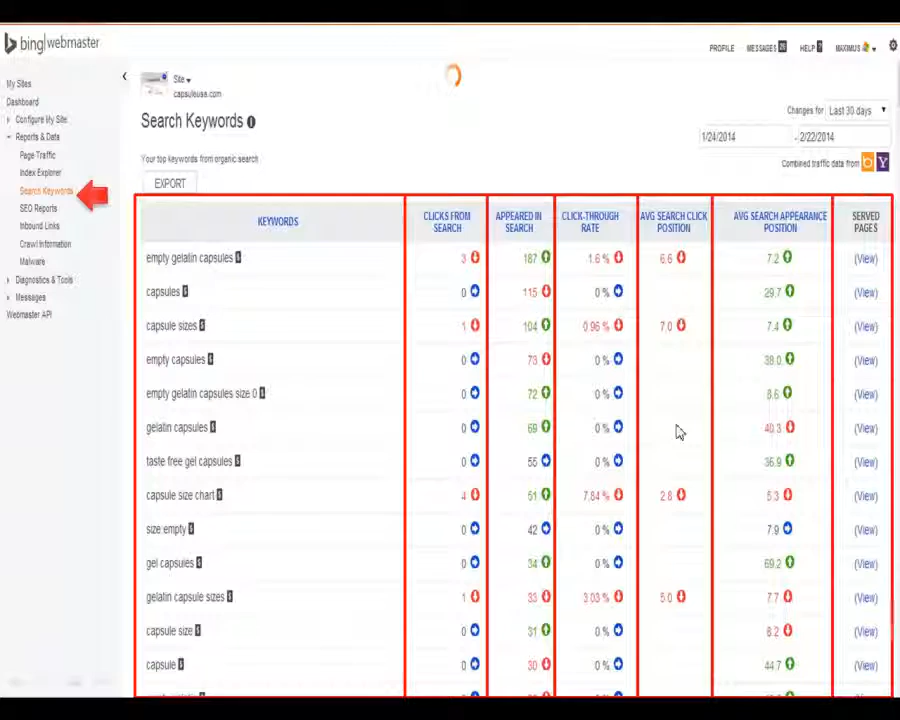 bing|webmaster
PROFILE MESSAGES HELP ? MAXIMUS
My Sites
Dashboard
Configure My Site
Reports & Data
Page Traffic
Index Explorer
Search Keywords
SEO Reports
Inbound Links
Crawl Information
Malware
Diagnostics & Tools
Messages
Webmaster API
Site
capsuleusa.com
Search Keywords
Changes for Last 30 days
1/24/2014 - 2/22/2014
Your top keywords from organic search
Combined traffic data from b Y
EXPORT
KEYWORDS CLICKS FROM SEARCH APPEARED IN SEARCH CLICK-THROUGH RATE AVG SEARCH CLICK POSITION AVG SEARCH APPEARANCE POSITION SERVED PAGES
empty gelatin capsules $ 3 187 1.6 % 6.6 7.2 (View)
capsules $ 0 115 0 % 29.7 (View)
capsule sizes $ 1 104 0.96 % 7.0 7.4 (View)
empty capsules $ 0 73 0 % 38.0 (View)
empty gelatin capsules size 0 $ 0 72 0 % 8.6 (View)
gelatin capsules $ 0 69 0 % 40.3 (View)
taste free gel capsules $ 0 55 0 % 36.9 (View)
capsule size chart $ 4 51 7.84 % 2.8 5.3 (View)
size empty $ 0 42 0 % 7.9 (View)
gel capsules $ 0 34 0 % 69.2 (View)
gelatin capsule sizes $ 1 33 3.03 % 5.0 7.7 (View)
capsule size $ 0 31 0 % 8.2 (View)
capsule $ 0 30 0 % 44.7 (View)